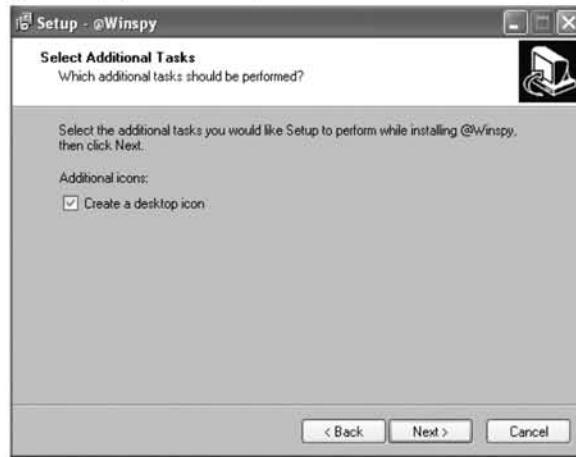 Setup - @Winspy
Select Additional Tasks
Which additional tasks should be performed?
Select the additional tasks you would like Setup to perform while installing @Winspy,
then click Next.
Additional icons:
Create a desktop icon
< Back Next > Cancel